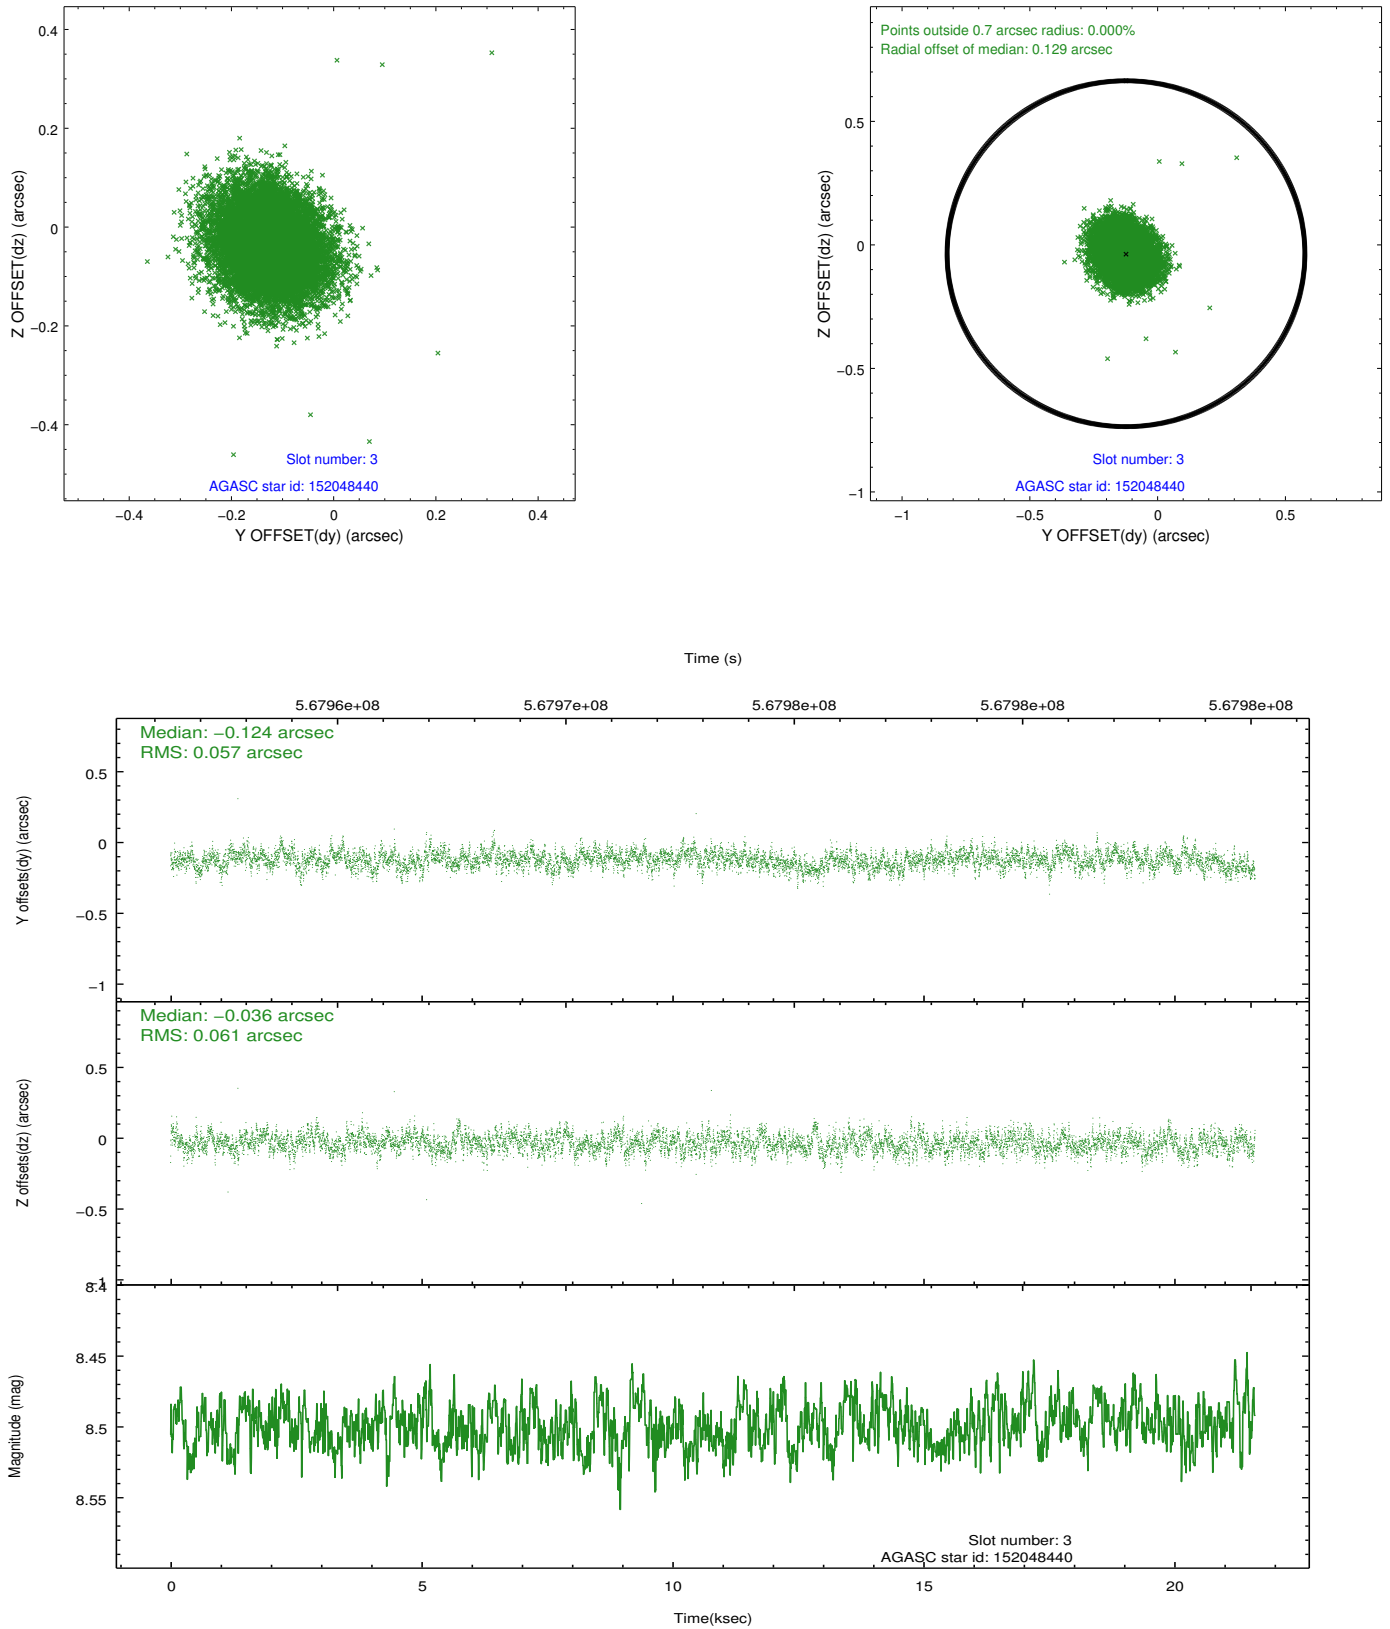 0.4
0.2
0
−0.2
−0.4
Z OFFSET(dz) (arcsec)
Slot number: 3
AGASC star id: 152048440
−0.4 −0.2 0 0.2 0.4
Y OFFSET(dy) (arcsec)
Points outside 0.7 arcsec radius: 0.000%
Radial offset of median: 0.129 arcsec
0.5
0
−0.5
−1
Z OFFSET(dz) (arcsec)
Slot number: 3
AGASC star id: 152048440
−1 −0.5 0 0.5
Y OFFSET(dy) (arcsec)
Time (s)
5.6796e+08 5.6797e+08 5.6798e+08 5.6798e+08 5.6798e+08
Median: −0.124 arcsec
RMS: 0.057 arcsec
0.5
0
−0.5
−1
Y offsets(dy) (arcsec)
Median: −0.036 arcsec
RMS: 0.061 arcsec
0.5
0
−0.5
−1
Z offsets(dz) (arcsec)
8.4
8.45
8.5
8.55
Magnitude (mag)
Slot number: 3
AGASC star id: 152048440
0 5 10 15 20
Time(ksec)